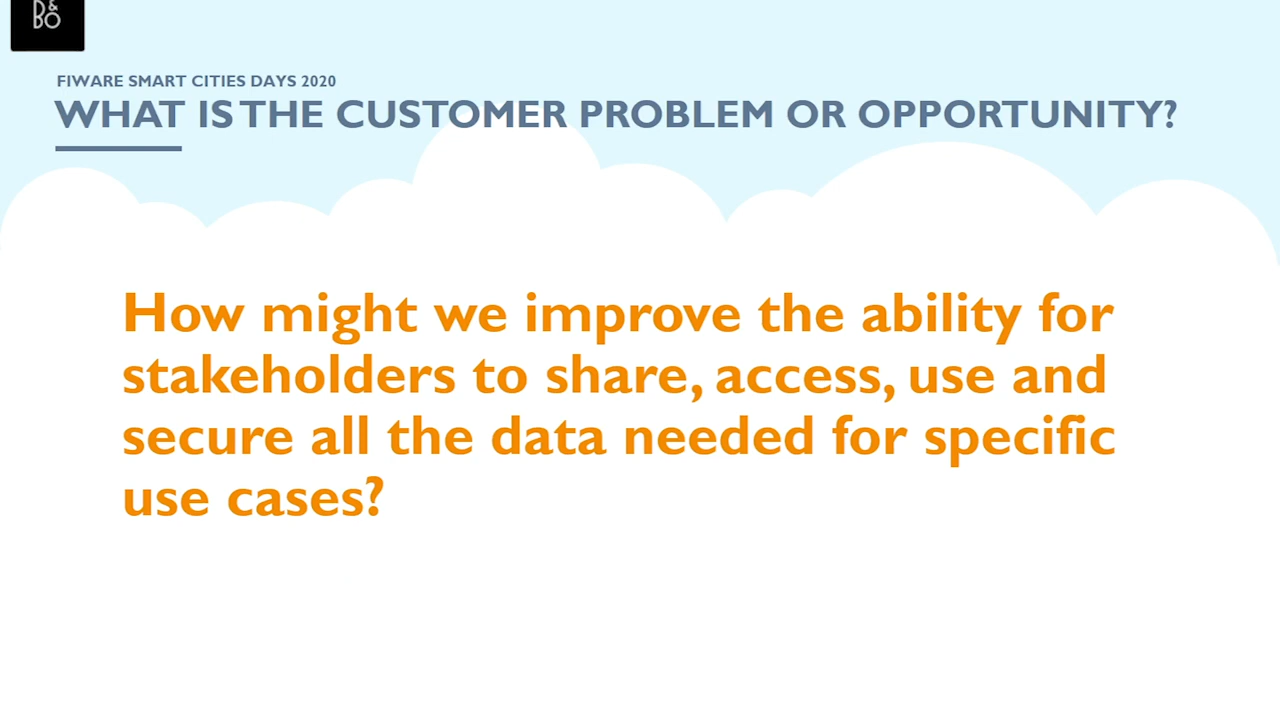 B&
BO
FIWARE SMART CITIES DAYS 2020
WHAT IS THE CUSTOMER PROBLEM OR OPPORTUNITY?
How might we improve the ability for
stakeholders to share, access, use and
secure all the data needed for specific
use cases?